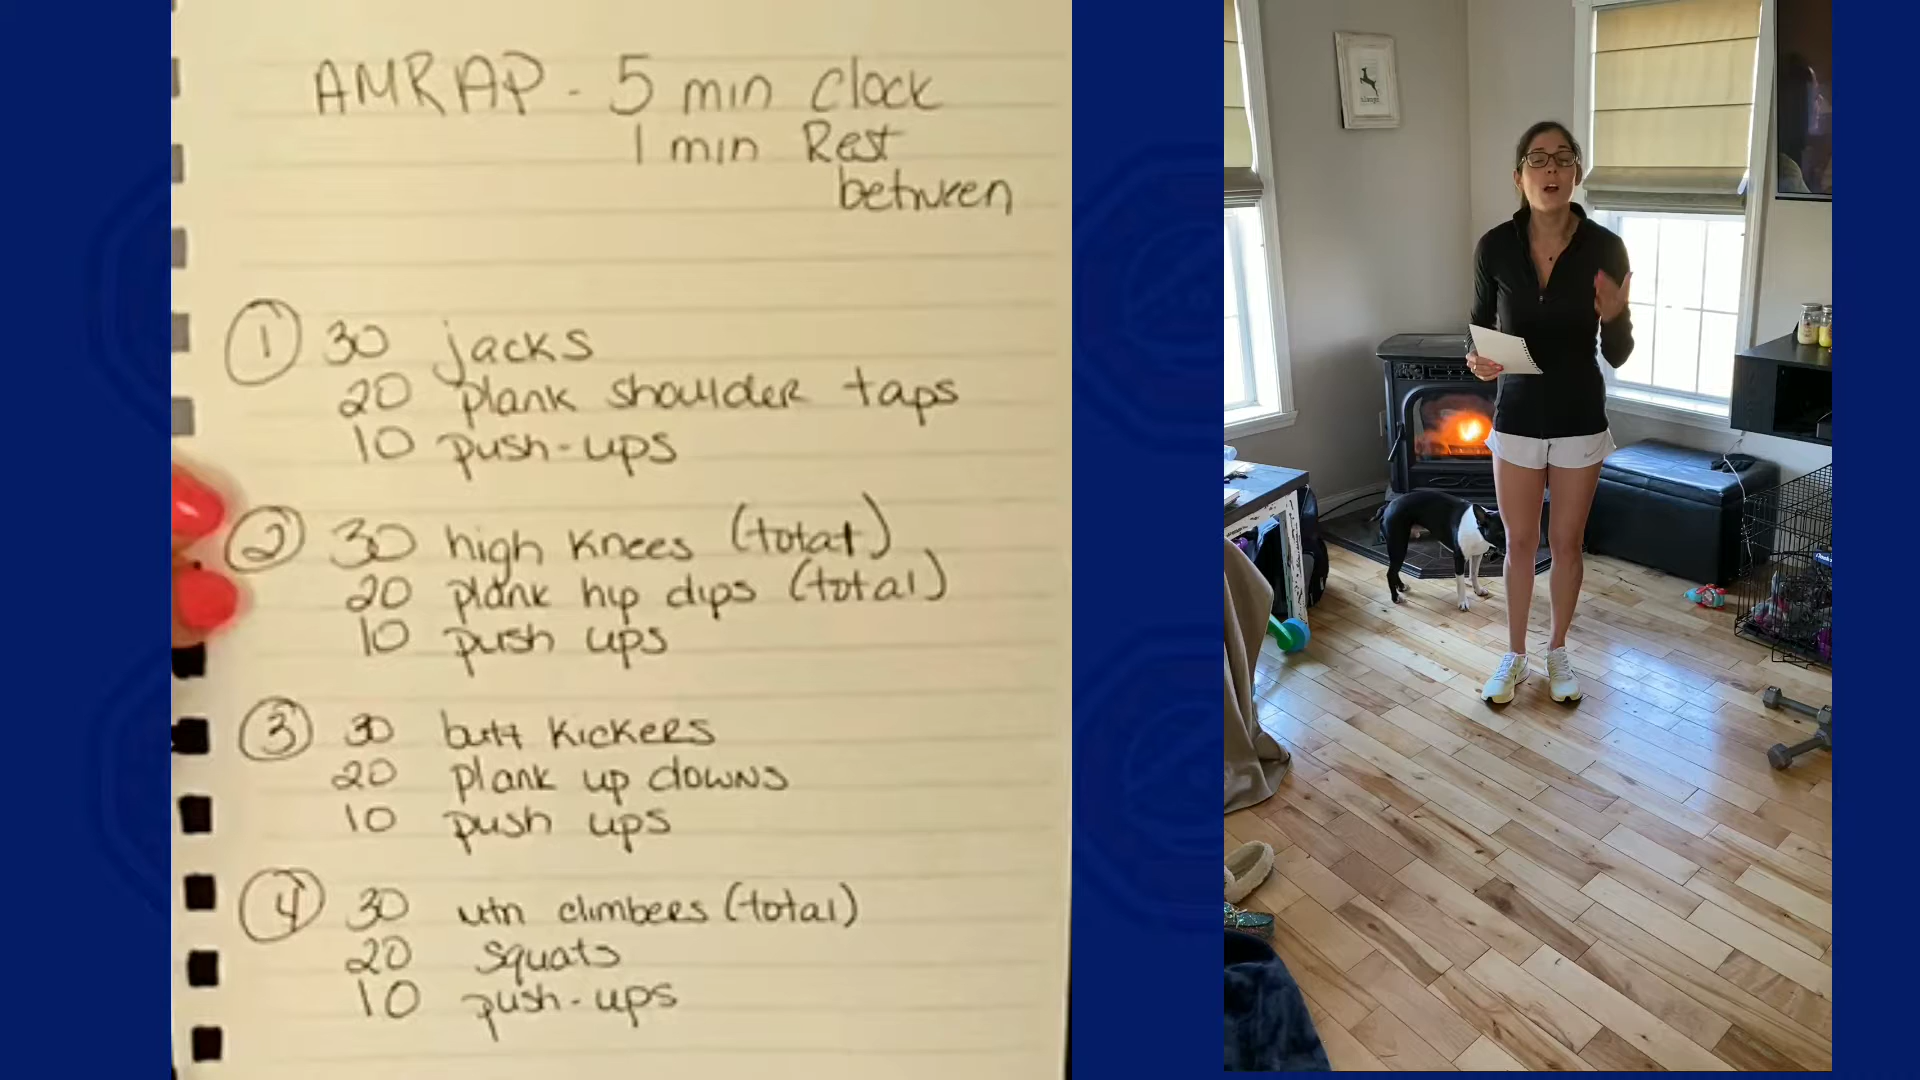 AMRAP - 5 min Clock
1 min Rest
between
1 30 jacks
20 plank shoulder taps
10 push-ups
2 30 high knees (total)
20 plank hip dips (total)
10 push ups
3 30 butt kickers
20 plank up downs
10 push ups
4 30 mtn climbers (total)
20 squats
10 push-ups